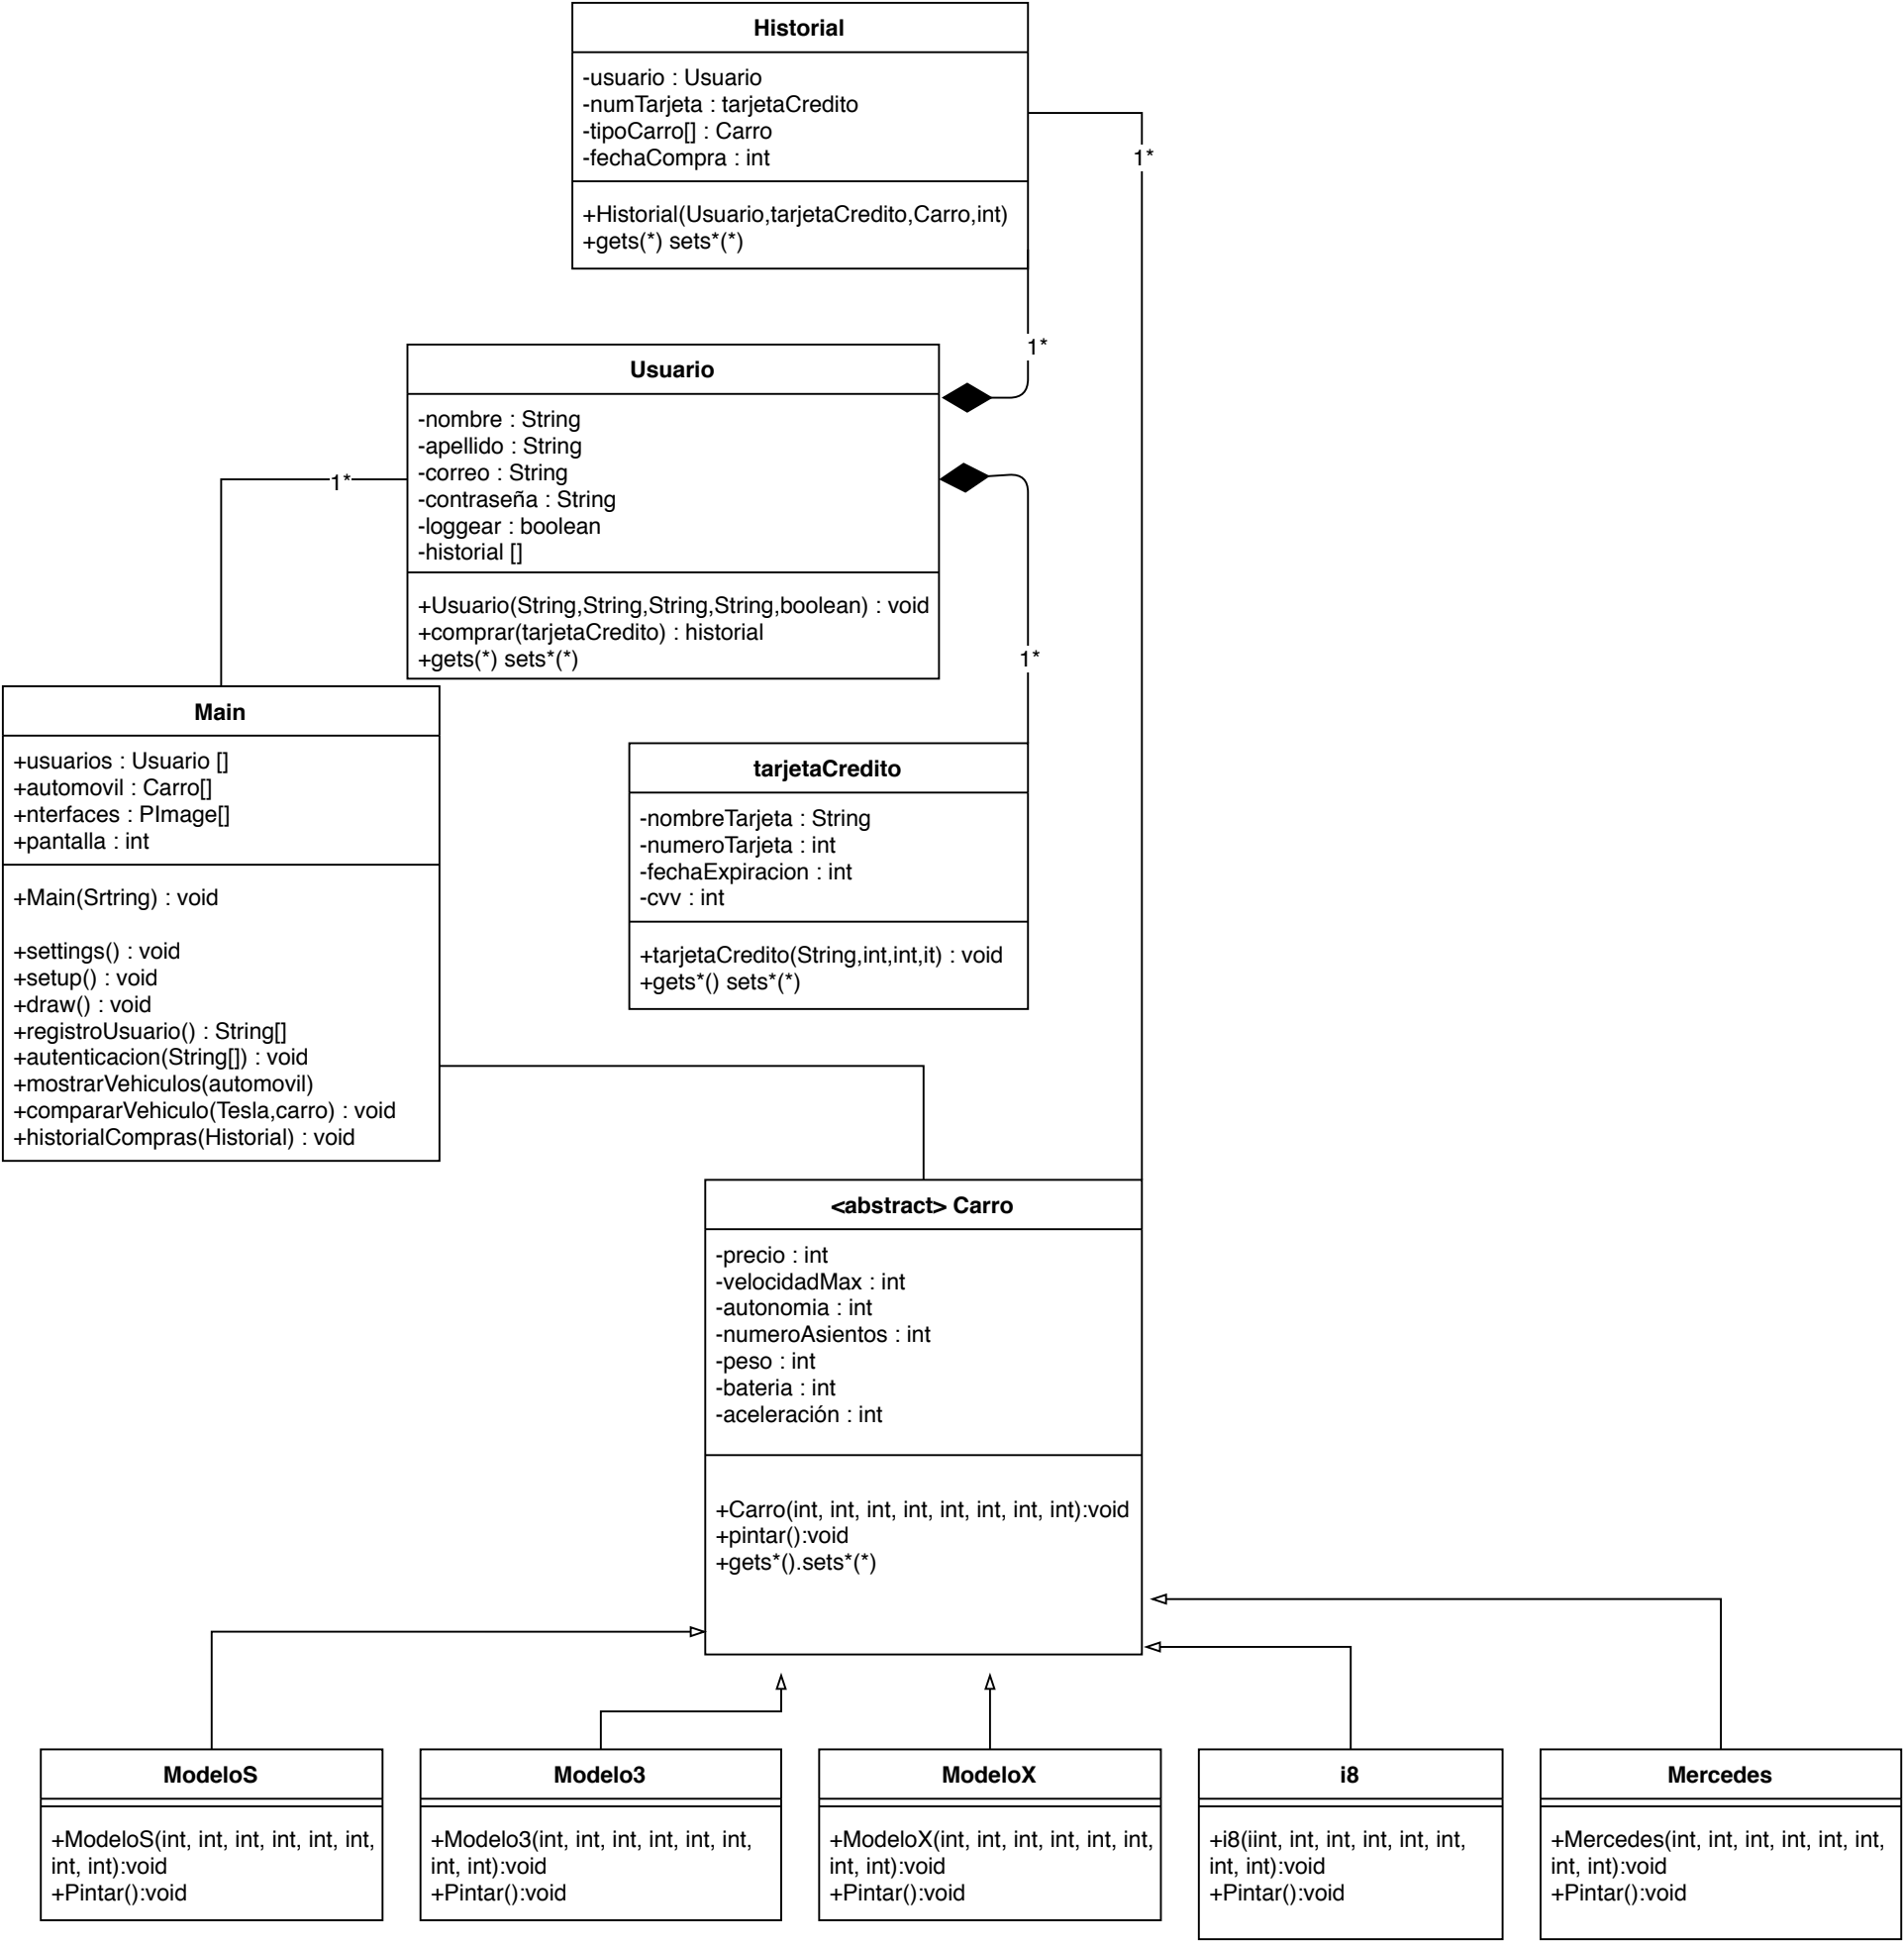 Historial
-usuario : Usuario
-numTarjeta : tarjetaCredito
-tipoCarro[] : Carro
-fechaCompra : int
+Historial(Usuario,tarjetaCredito,Carro,int)
+gets(*) sets*(*)
1*
1*
Usuario
-nombre : String
-apellido : String
-correo : String
-contraseña : String
-loggear : boolean
-historial []
+Usuario(String,String,String,String,boolean) : void
+comprar(tarjetaCredito) : historial
+gets(*) sets*(*)
1*
1*
Main
+usuarios : Usuario []
+automovil : Carro[]
+nterfaces : PImage[]
+pantalla : int
+Main(Srtring) : void
+settings() : void
+setup() : void
+draw() : void
+registroUsuario() : String[]
+autenticacion(String[]) : void
+mostrarVehiculos(automovil)
+compararVehiculo(Tesla,carro) : void
+historialCompras(Historial) : void
tarjetaCredito
-nombreTarjeta : String
-numeroTarjeta : int
-fechaExpiracion : int
-cvv : int
+tarjetaCredito(String,int,int,it) : void
+gets*() sets*(*)
<abstract> Carro
-precio : int
-velocidadMax : int
-autonomia : int
-numeroAsientos : int
-peso : int
-bateria : int
-aceleración : int
+Carro(int, int, int, int, int, int, int, int):void
+pintar():void
+gets*().sets*(*)
ModeloS
+ModeloS(int, int, int, int, int, int,
int, int):void
+Pintar():void
Modelo3
+Modelo3(int, int, int, int, int, int,
int, int):void
+Pintar():void
ModeloX
+ModeloX(int, int, int, int, int, int,
int, int):void
+Pintar():void
i8
+i8(iint, int, int, int, int, int,
int, int):void
+Pintar():void
Mercedes
+Mercedes(int, int, int, int, int, int,
int, int):void
+Pintar():void